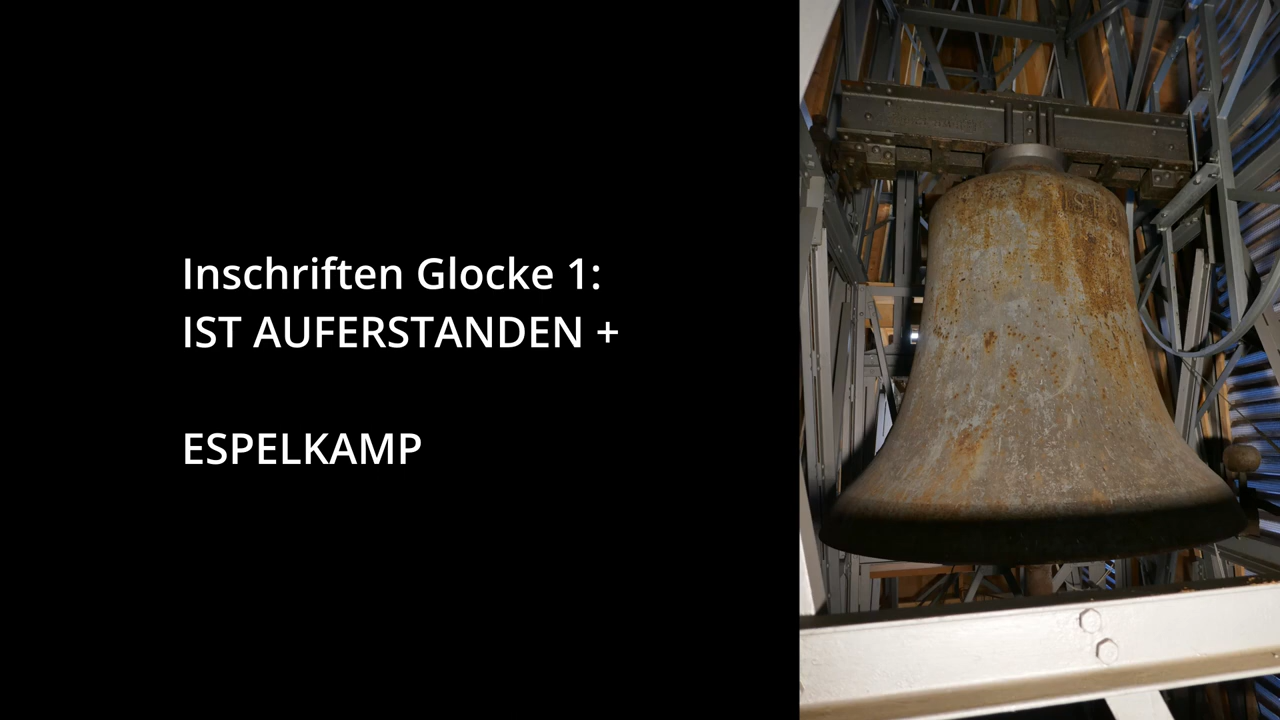 Inschriften Glocke 1:
IST AUFERSTANDEN +
ESPELKAMP